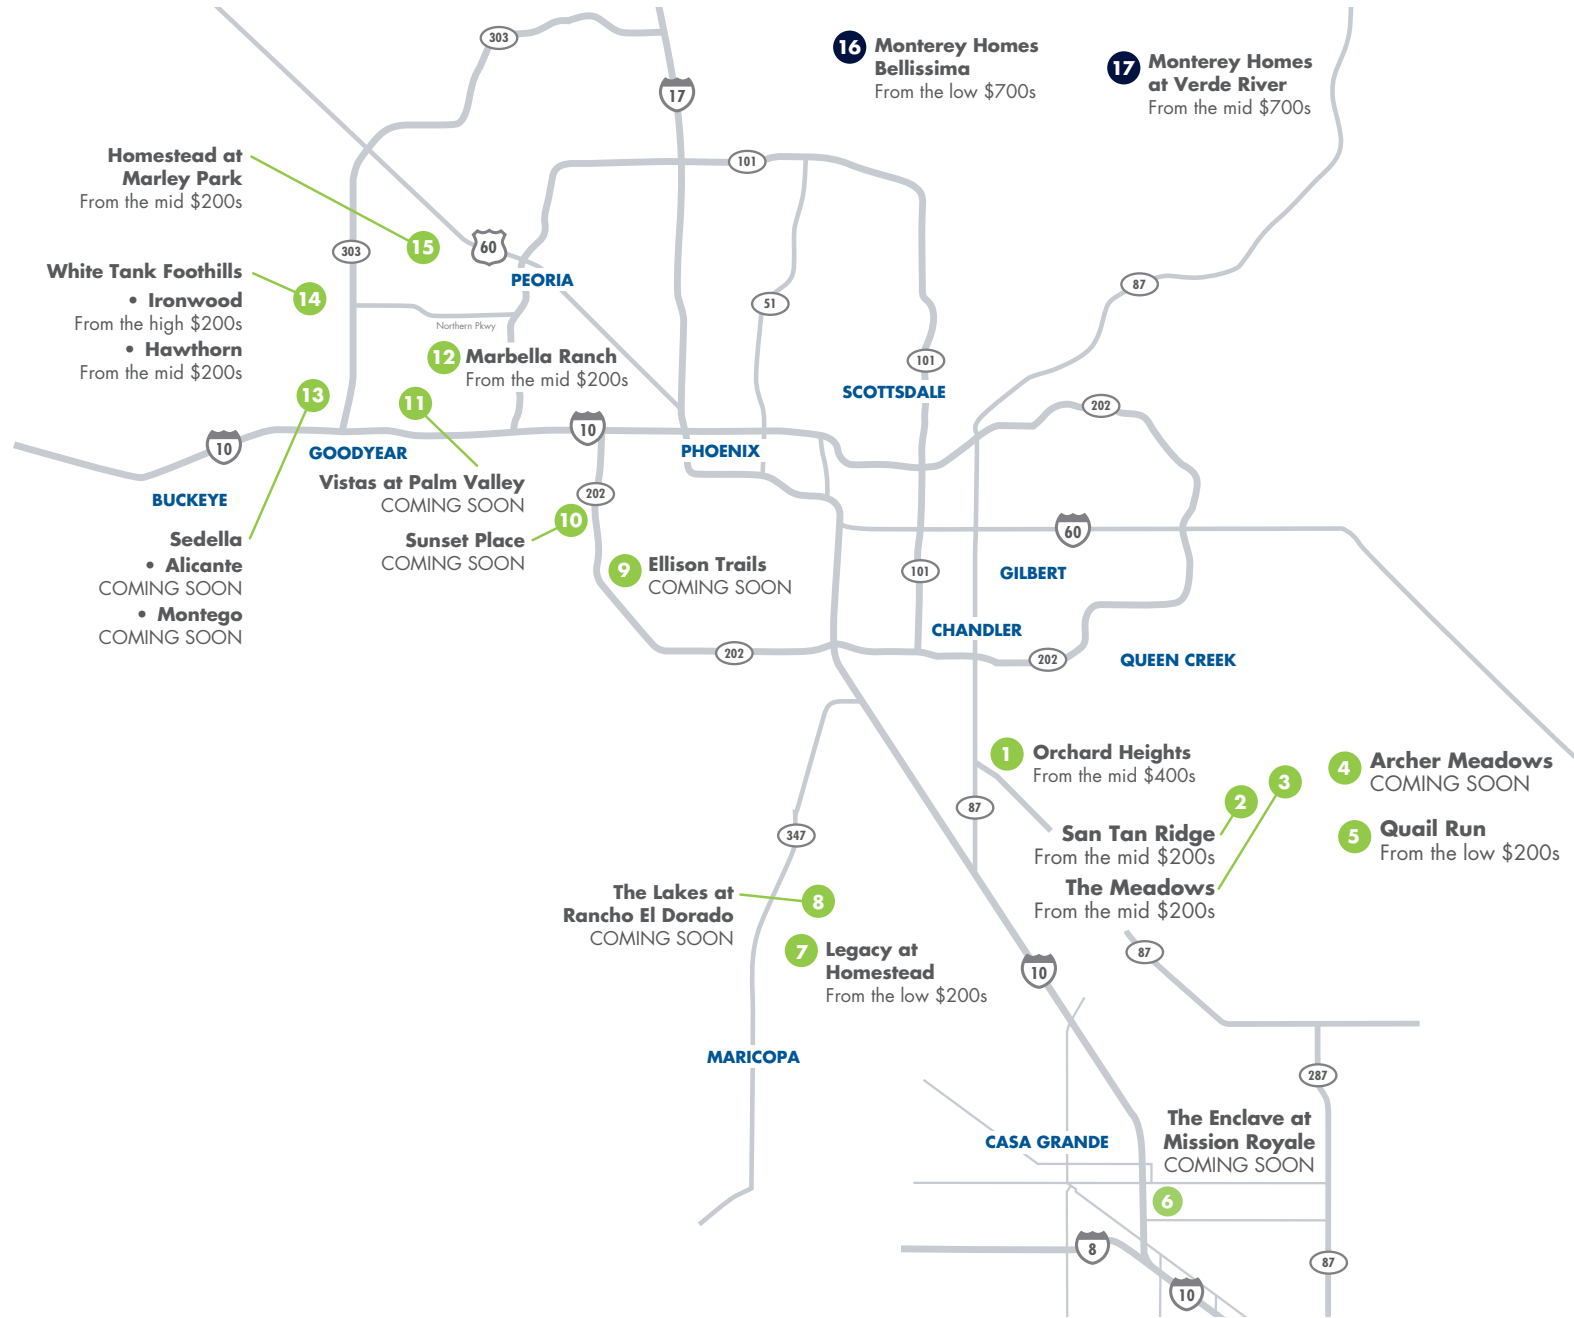 303
17
16
Monterey Homes
Bellissima
From the low $700s
17
Monterey Homes
at Verde River
From the mid $700s
Homestead at
Marley Park
From the mid $200s
101
15
60
303
PEORIA
White Tank Foothills
• Ironwood
From the high $200s
• Hawthorn
From the mid $200s
14
51
87
Northern Pkwy
12
Marbella Ranch
From the mid $200s
101
SCOTTSDALE
13
11
202
10
10
GOODYEAR
PHOENIX
BUCKEYE
Vistas at Palm Valley
COMING SOON
202
10
Sunset Place
COMING SOON
60
Sedella
• Alicante
COMING SOON
• Montego
COMING SOON
9
Ellison Trails
COMING SOON
101
GILBERT
CHANDLER
202
202
QUEEN CREEK
1
Orchard Heights
From the mid $400s
4
Archer Meadows
COMING SOON
3
2
87
San Tan Ridge
From the mid $200s
5
Quail Run
From the low $200s
347
The Meadows
From the mid $200s
The Lakes at
Rancho El Dorado
COMING SOON
8
7
Legacy at
Homestead
From the low $200s
87
10
MARICOPA
287
The Enclave at
Mission Royale
COMING SOON
CASA GRANDE
6
8
87
10